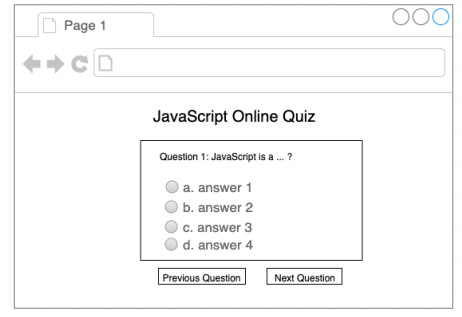 Page 1
JavaScript Online Quiz
Question 1: JavaScript is a ... ?
a. answer 1
b. answer 2
c. answer 3
d. answer 4
Previous Question Next Question